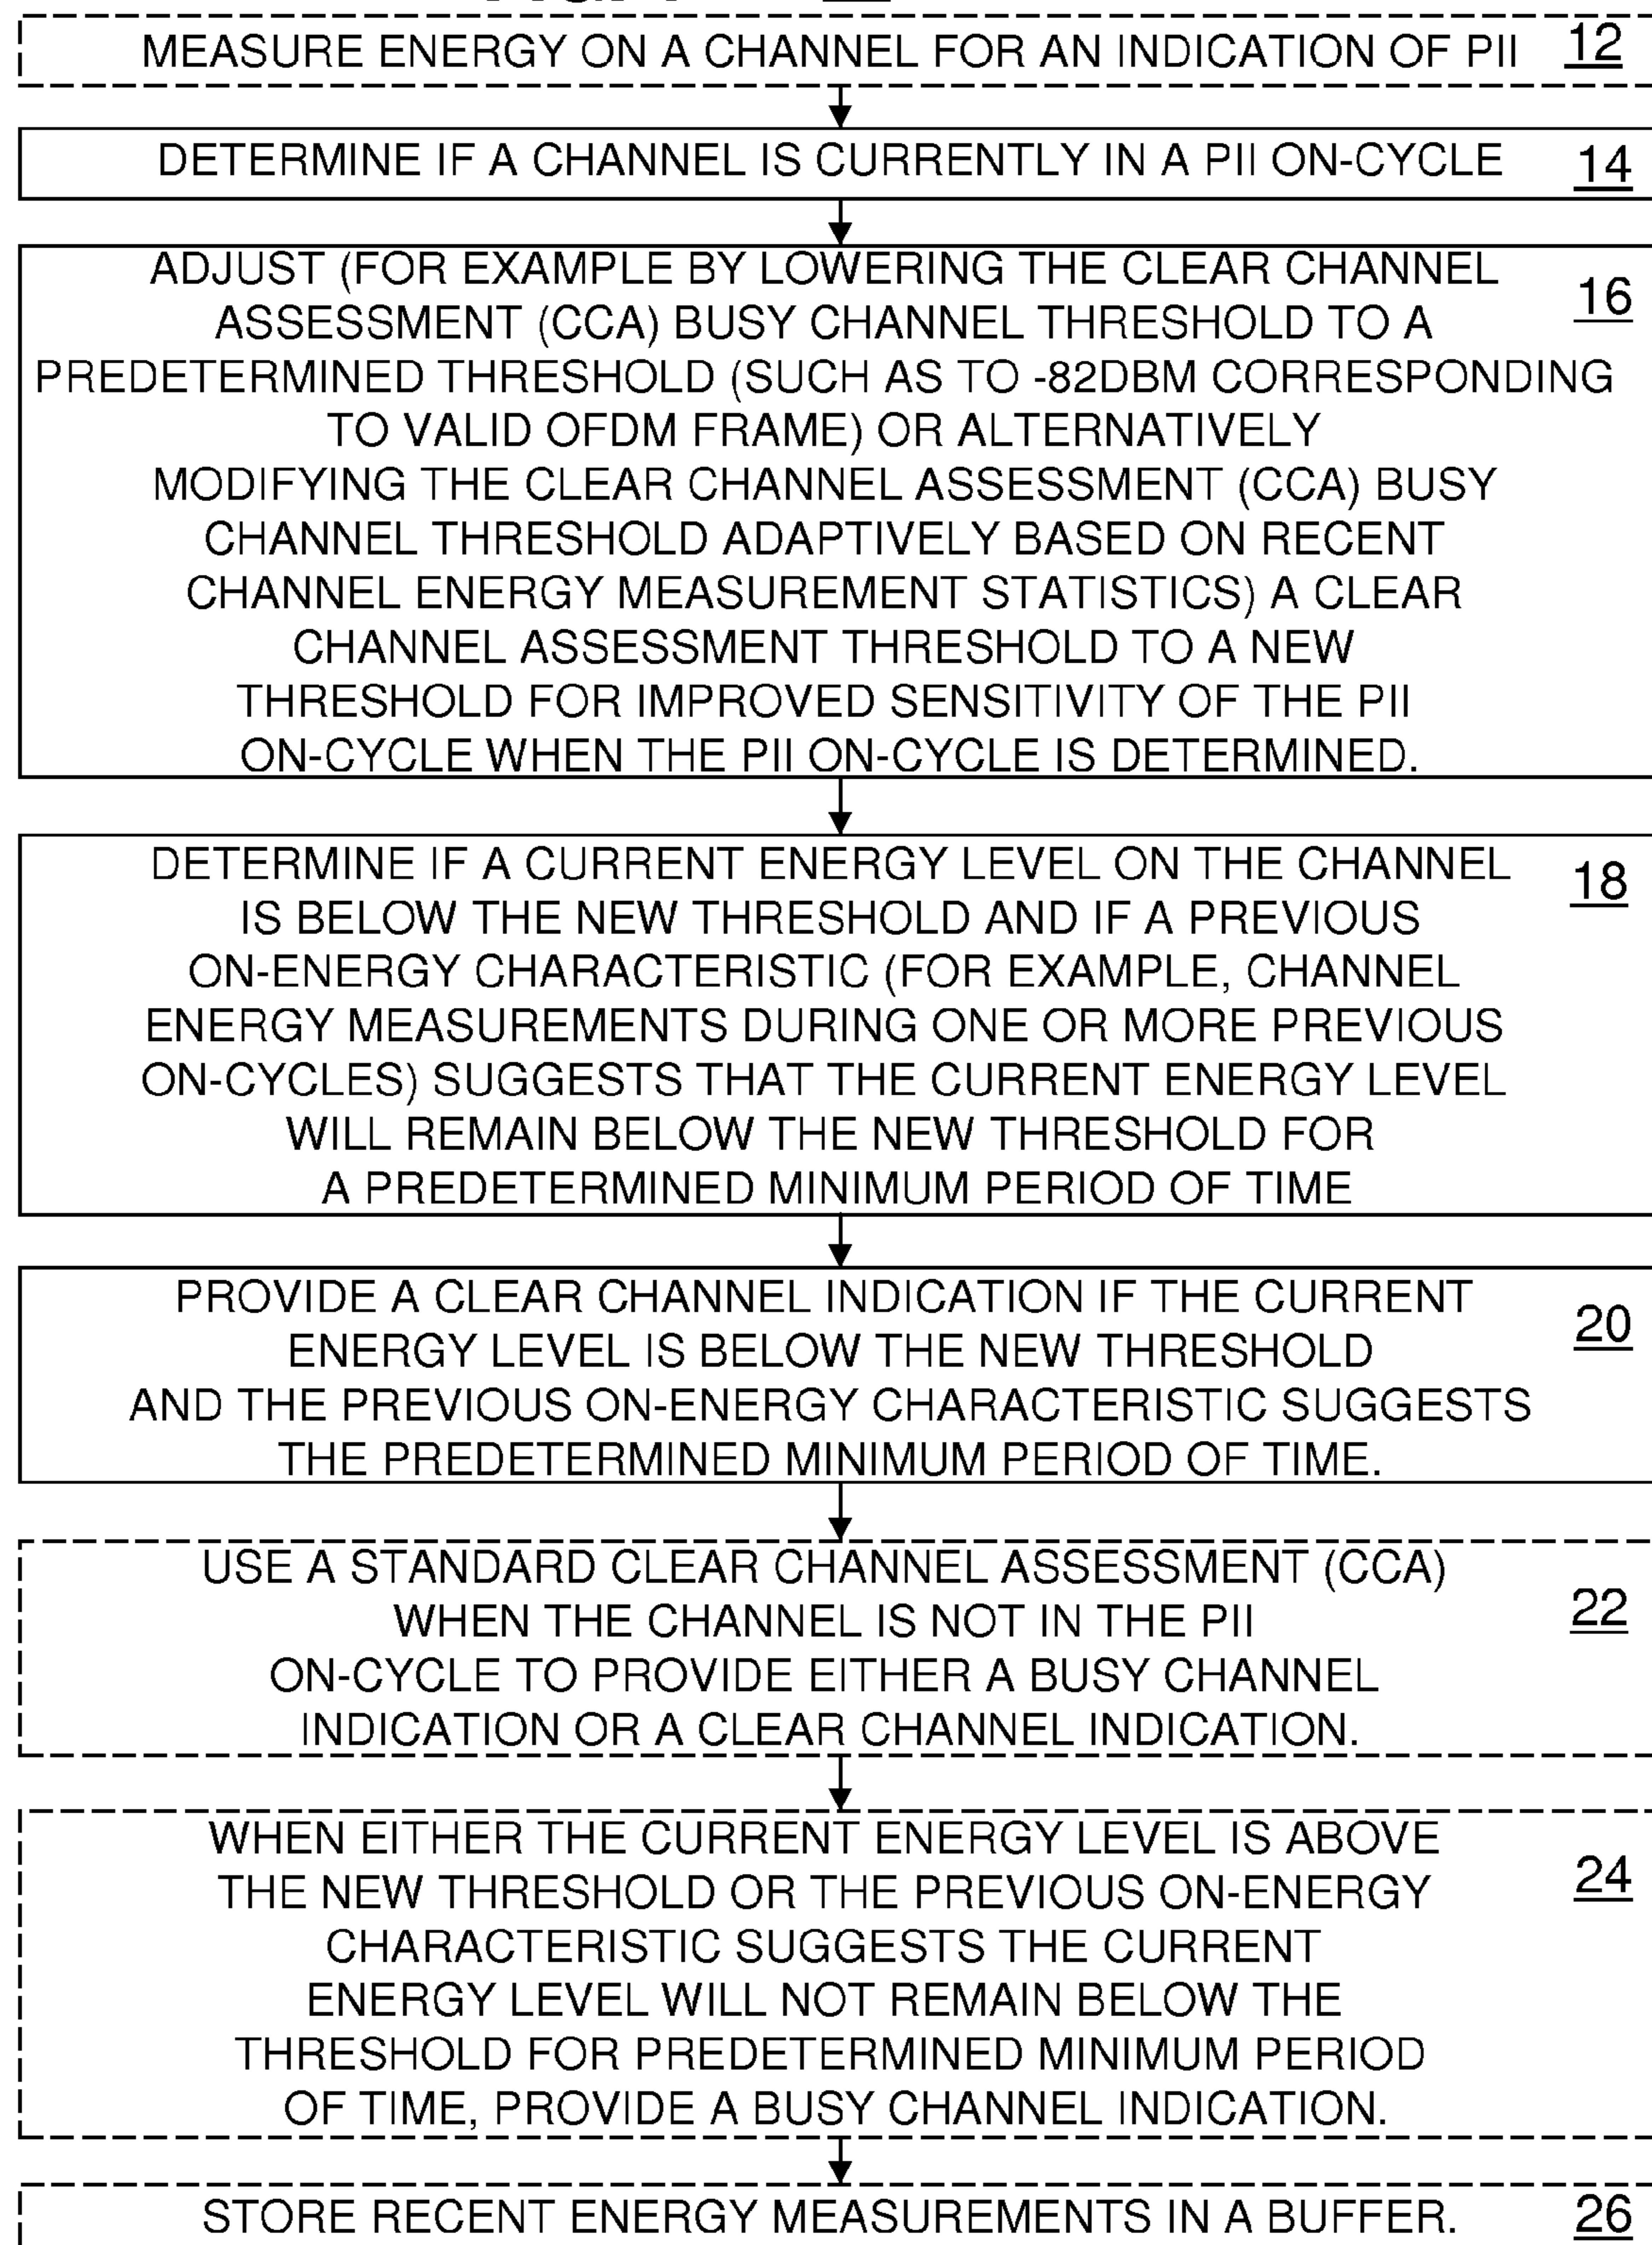 MEASURE ENERGY ON A CHANNEL FOR AN INDICATION OF PII 12
DETERMINE IF A CHANNEL IS CURRENTLY IN A PII ON-CYCLE 14
ADJUST (FOR EXAMPLE BY LOWERING THE CLEAR CHANNEL 16
ASSESSMENT (CCA) BUSY CHANNEL THRESHOLD TO A
PREDETERMINED THRESHOLD (SUCH AS TO -82DBM CORRESPONDING
TO VALID OFDM FRAME) OR ALTERNATIVELY
MODIFYING THE CLEAR CHANNEL ASSESSMENT (CCA) BUSY
CHANNEL THRESHOLD ADAPTIVELY BASED ON RECENT
CHANNEL ENERGY MEASUREMENT STATISTICS) A CLEAR
CHANNEL ASSESSMENT THRESHOLD TO A NEW
THRESHOLD FOR IMPROVED SENSITIVITY OF THE PII
ON-CYCLE WHEN THE PII ON-CYCLE IS DETERMINED.
DETERMINE IF A CURRENT ENERGY LEVEL ON THE CHANNEL 18
IS BELOW THE NEW THRESHOLD AND IF A PREVIOUS
ON-ENERGY CHARACTERISTIC (FOR EXAMPLE, CHANNEL
ENERGY MEASUREMENTS DURING ONE OR MORE PREVIOUS
ON-CYCLES) SUGGESTS THAT THE CURRENT ENERGY LEVEL
WILL REMAIN BELOW THE NEW THRESHOLD FOR
A PREDETERMINED MINIMUM PERIOD OF TIME
PROVIDE A CLEAR CHANNEL INDICATION IF THE CURRENT 20
ENERGY LEVEL IS BELOW THE NEW THRESHOLD
AND THE PREVIOUS ON-ENERGY CHARACTERISTIC SUGGESTS
THE PREDETERMINED MINIMUM PERIOD OF TIME.
USE A STANDARD CLEAR CHANNEL ASSESSMENT (CCA) 22
WHEN THE CHANNEL IS NOT IN THE PII
ON-CYCLE TO PROVIDE EITHER A BUSY CHANNEL
INDICATION OR A CLEAR CHANNEL INDICATION.
WHEN EITHER THE CURRENT ENERGY LEVEL IS ABOVE 24
THE NEW THRESHOLD OR THE PREVIOUS ON-ENERGY
CHARACTERISTIC SUGGESTS THE CURRENT
ENERGY LEVEL WILL NOT REMAIN BELOW THE
THRESHOLD FOR PREDETERMINED MINIMUM PERIOD
OF TIME, PROVIDE A BUSY CHANNEL INDICATION.
STORE RECENT ENERGY MEASUREMENTS IN A BUFFER. 26